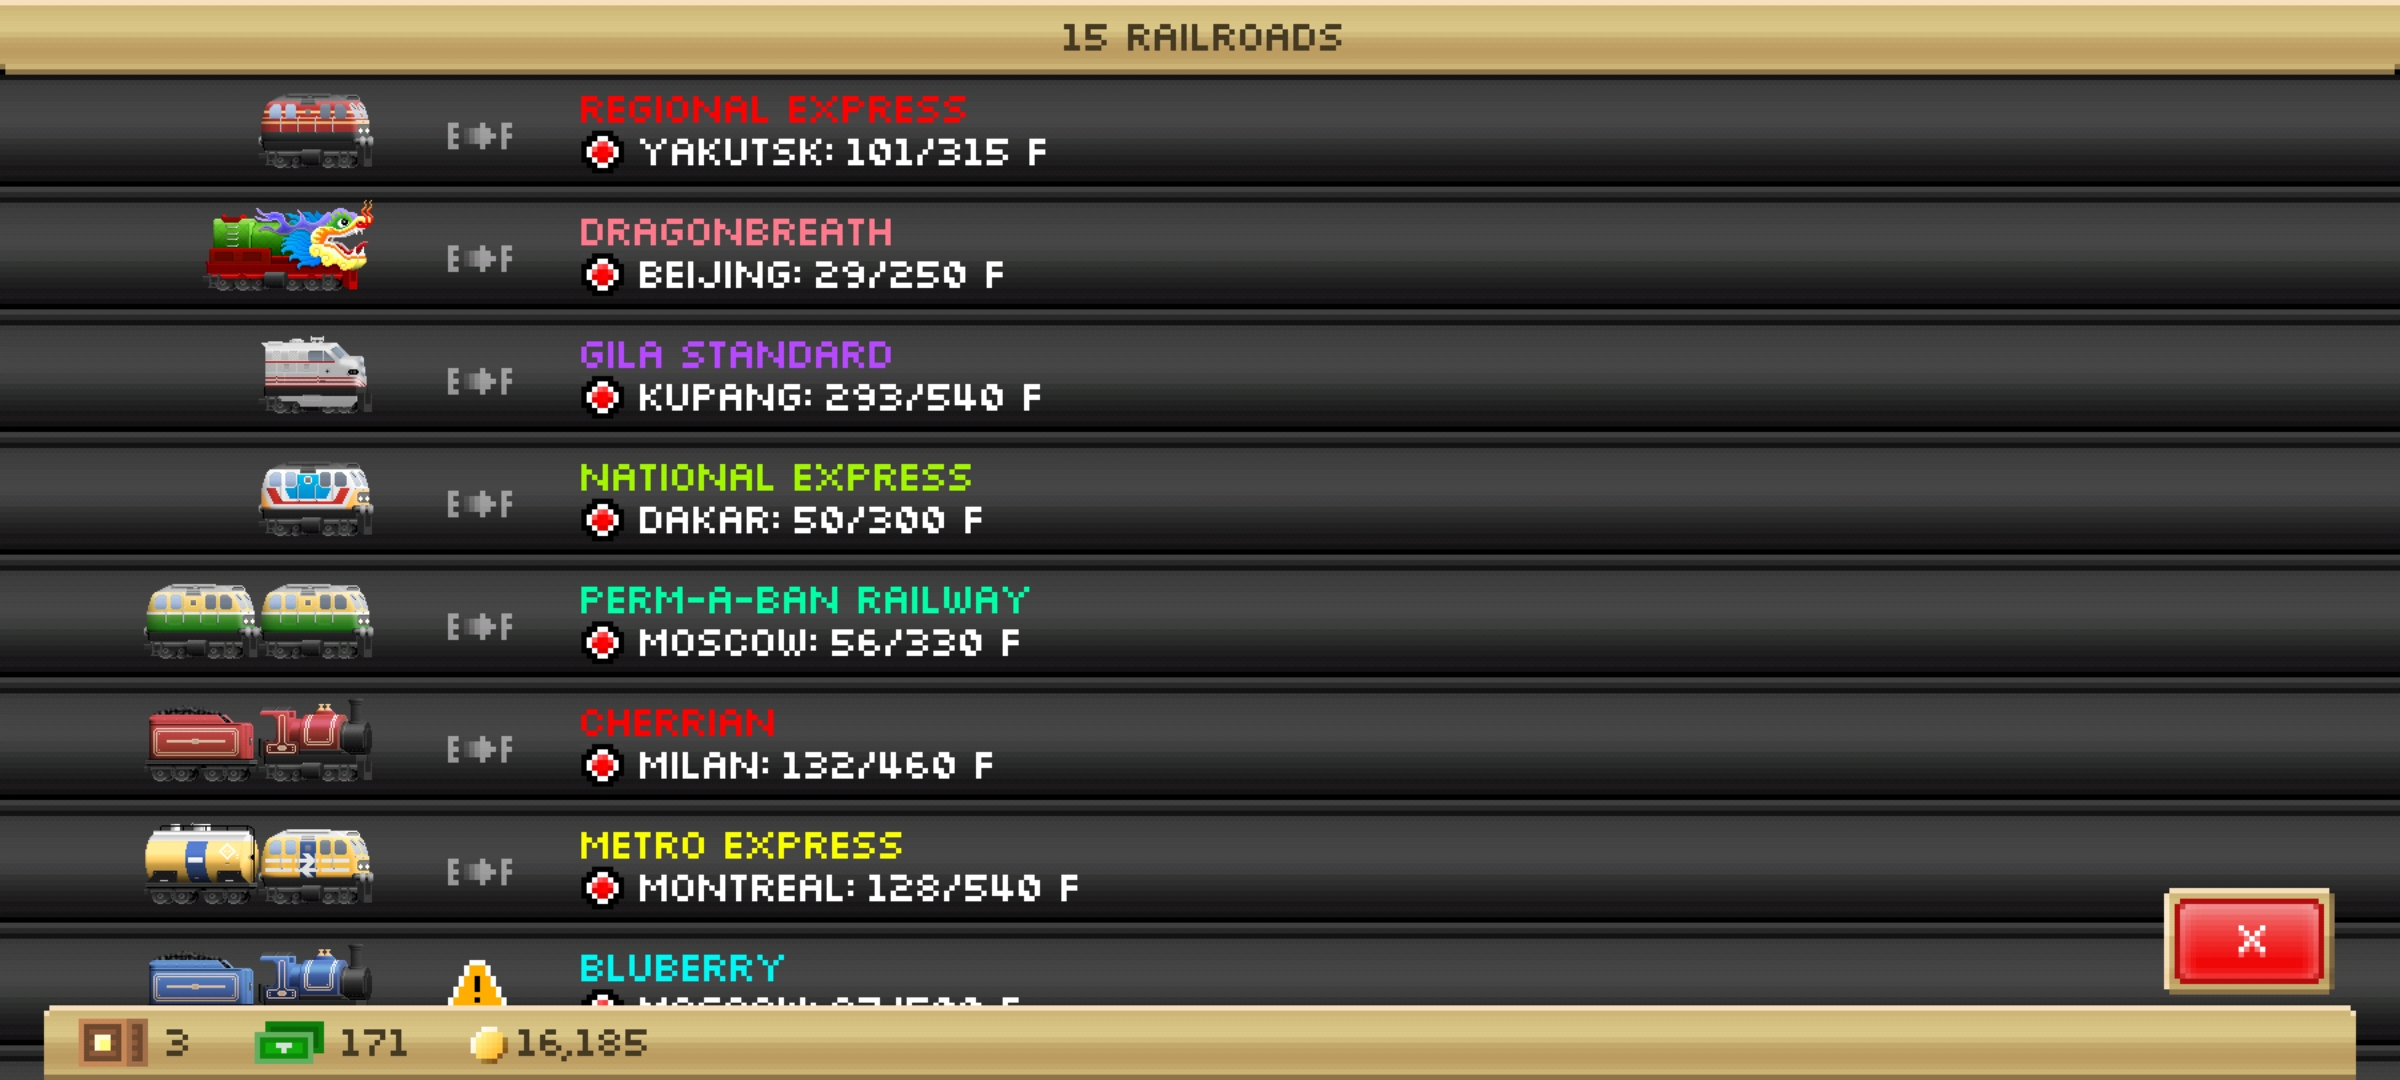 15 RAILROADS
E F
REGIONAL EXPRESS
YAKUTSK: 101/315 F
E F
DRAGONBREATH
BEIJING: 29/250 F
E F
GILA STANDARD
KUPANG: 293/540 F
E F
NATIONAL EXPRESS
DAKAR: 50/300 F
E F
PERM-A-BAN RAILWAY
MOSCOW: 56/330 F
E F
CHERRIAN
MILAN: 132/460 F
E F
METRO EXPRESS
MONTREAL: 128/540 F
BLUBERRY
X
3 171 16,185